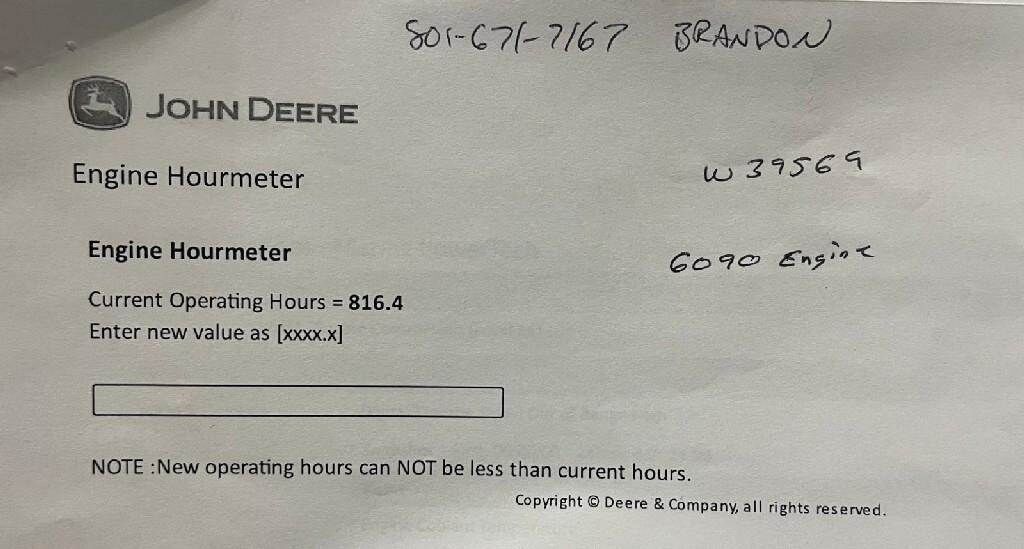 801-671-7167 BRANDON
JOHN DEERE
Engine Hourmeter
W39569
Engine Hourmeter
6090 Engine
Current Operating Hours = 816.4
Enter new value as [xxxx.x]
NOTE :New operating hours can NOT be less than current hours.
Copyright © Deere & Company, all rights reserved.